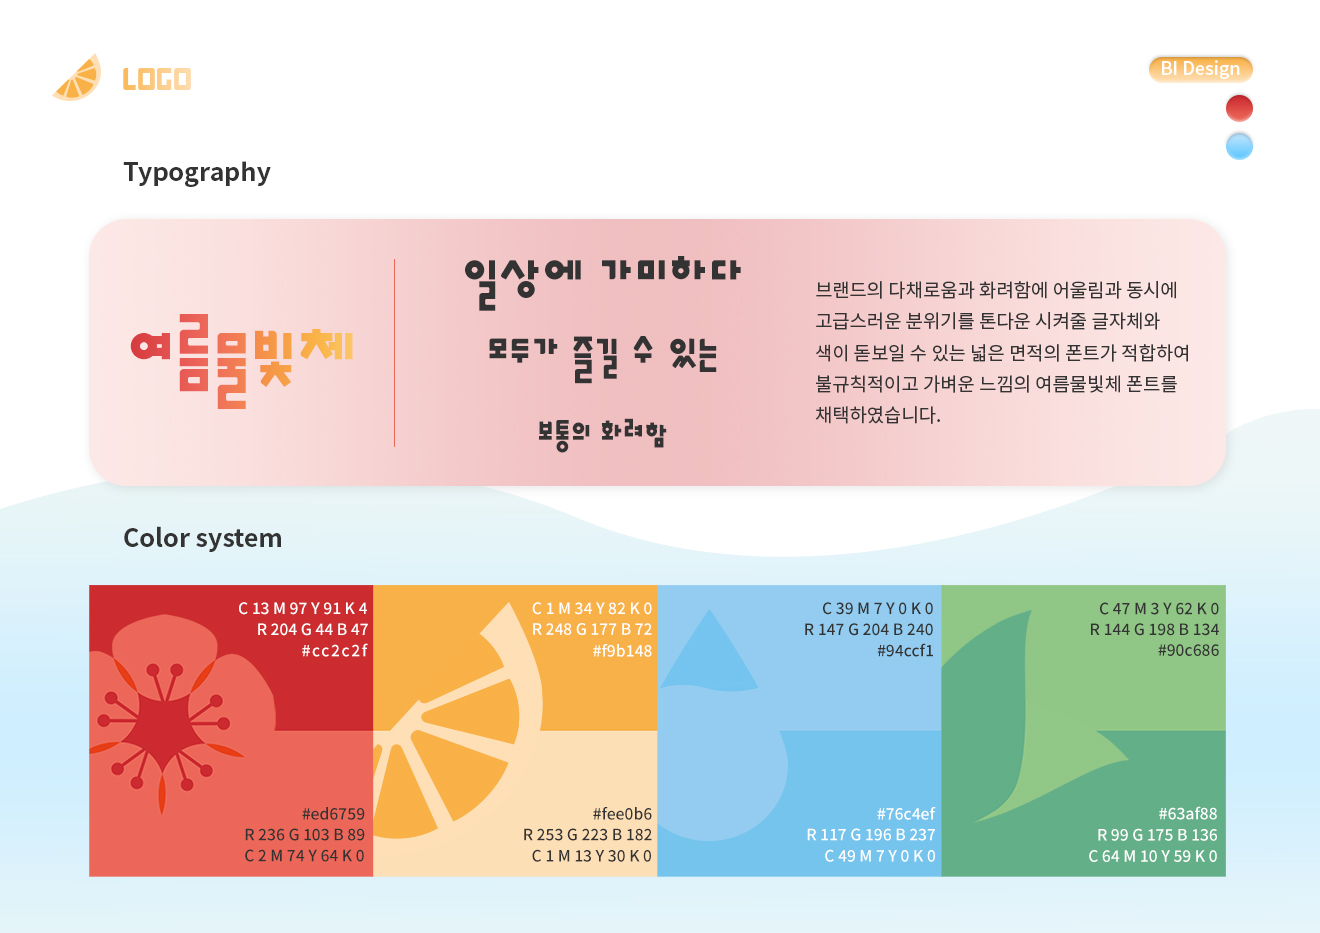 LOGO
BI Design
Typography
여름물빛체
일상에 가미하다
모두가 즐길 수 있는
보통의 화려함
브랜드의 다채로움과 화려함에 어울림과 동시에
고급스러운 분위기를 톤다운 시켜줄 글자체와
색이 돋보일 수 있는 넓은 면적의 폰트가 적합하여
불규칙적이고 가벼운 느낌의 여름물빛체 폰트를
채택하였습니다.
Color system
C 13 M 97 Y 91 K 4
R 204 G 44 B 47
#cc2c2f
#ed6759
R 236 G 103 B 89
C 2 M 74 Y 64 K 0
C 1 M 34 Y 82 K 0
R 248 G 177 B 72
#f9b148
#fee0b6
R 253 G 223 B 182
C 1 M 13 Y 30 K 0
C 39 M 7 Y 0 K 0
R 147 G 204 B 240
#94ccf1
#76c4ef
R 117 G 196 B 237
C 49 M 7 Y 0 K 0
C 47 M 3 Y 62 K 0
R 144 G 198 B 134
#90c686
#63af88
R 99 G 175 B 136
C 64 M 10 Y 59 K 0